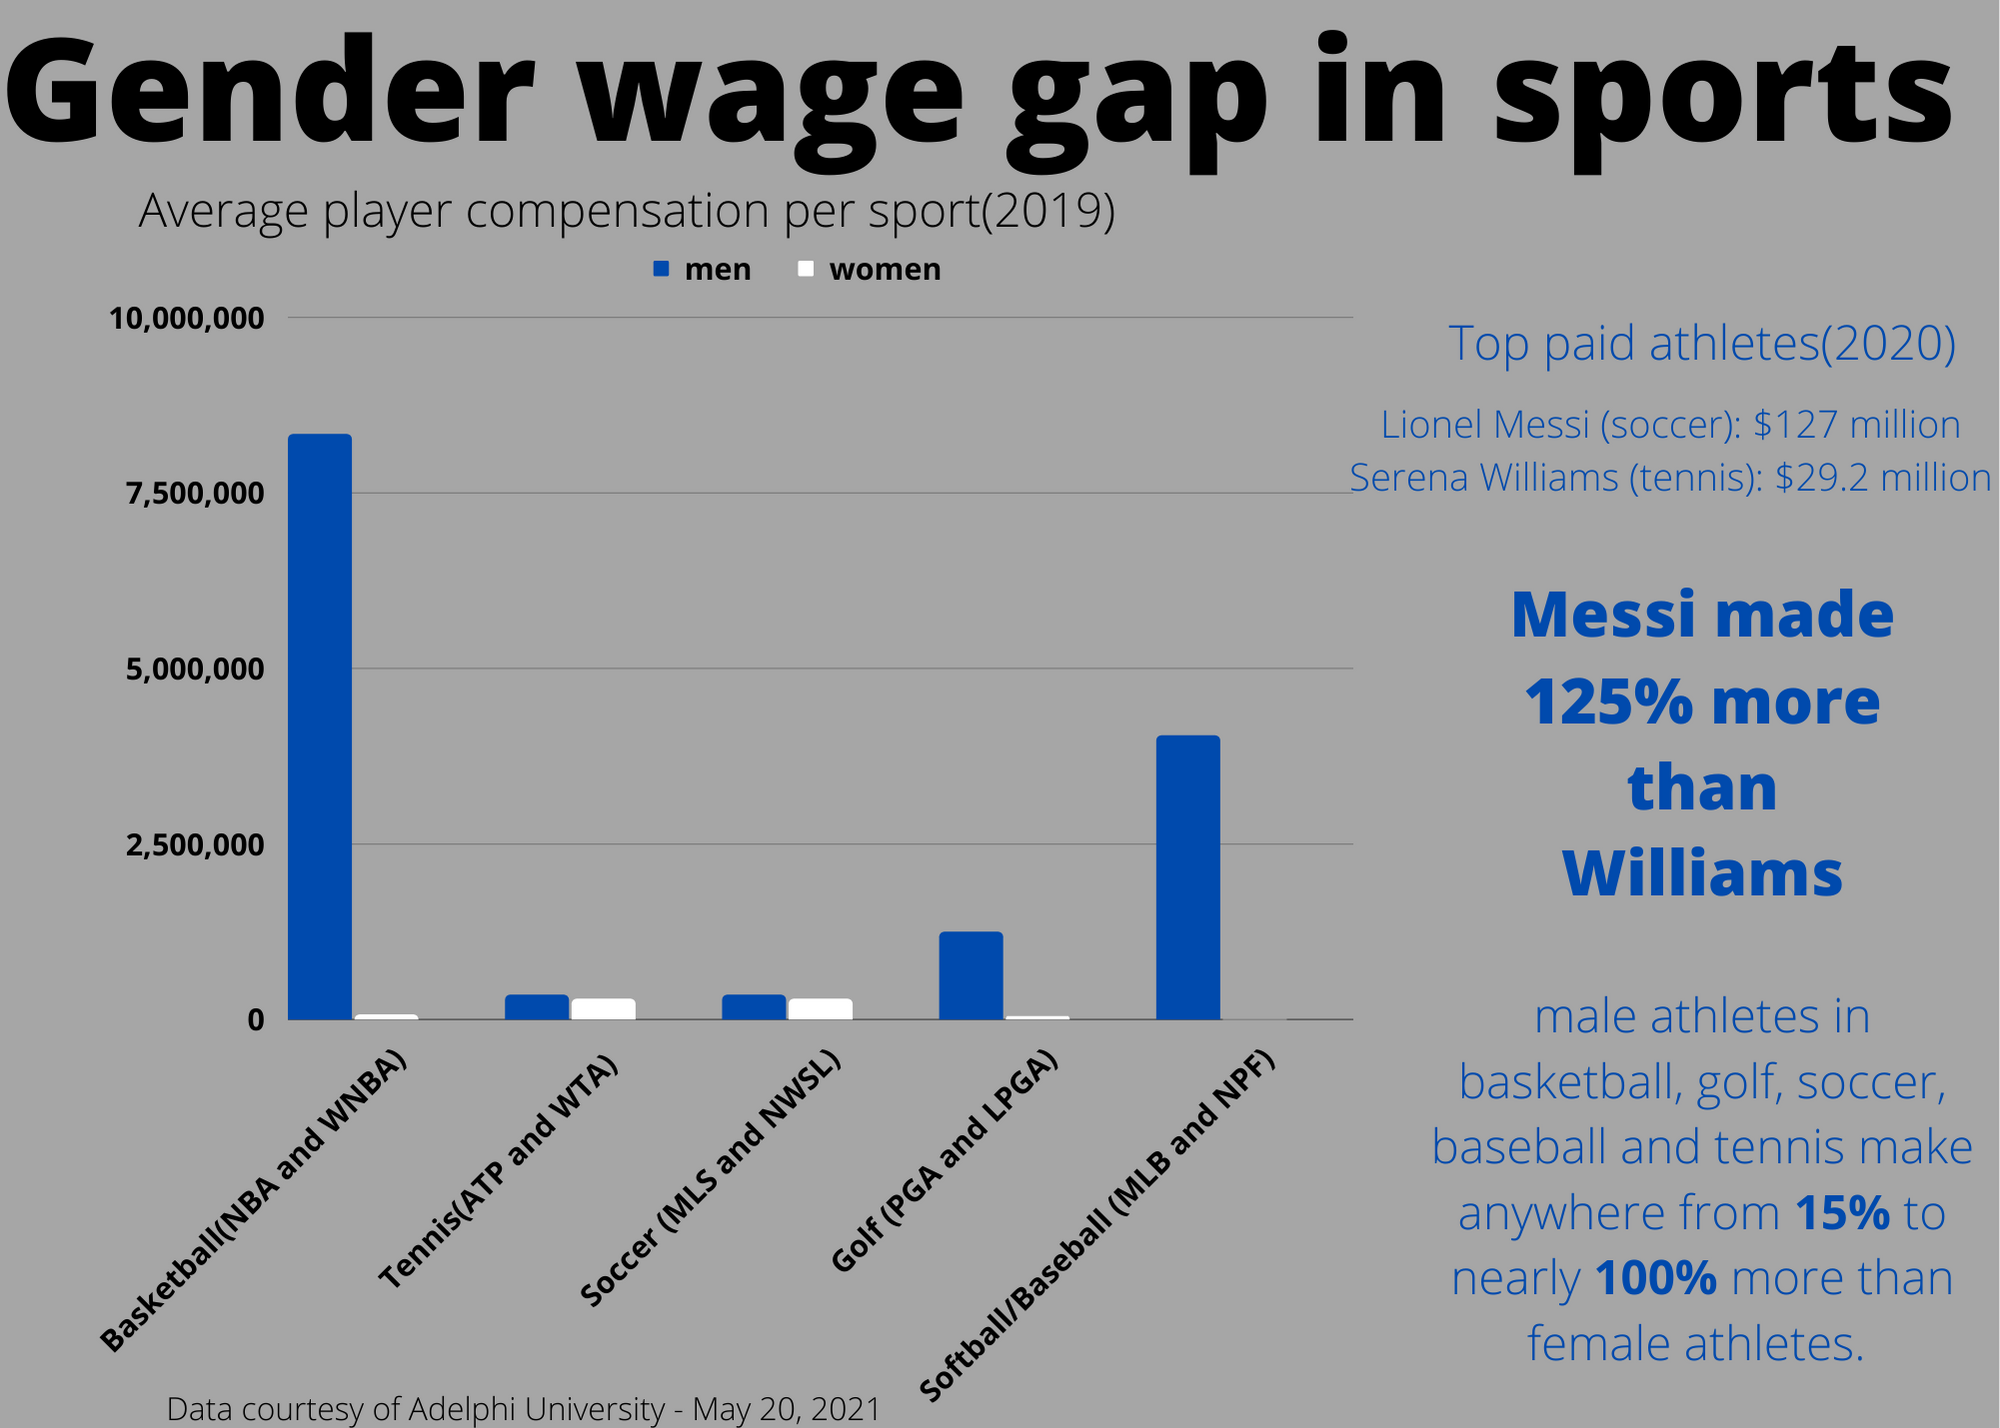 Gender wage gap in sports
Average player compensation per sport(2019)
men
women
10,000,000
7,500,000
5,000,000
2,500,000
0
Basketball(NBA and WNBA)
Tennis(ATP and WTA)
Soccer (MLS and NWSL)
Golf (PGA and LPGA)
Softball/Baseball (MLB and NPF)
Data courtesy of Adelphi University - May 20, 2021
Top paid athletes(2020)
Lionel Messi (soccer): $127 million
Serena Williams (tennis): $29.2 million
Messi made
125% more
than
Williams
male athletes in
basketball, golf, soccer,
baseball and tennis make
anywhere from 15% to
nearly 100% more than
female athletes.